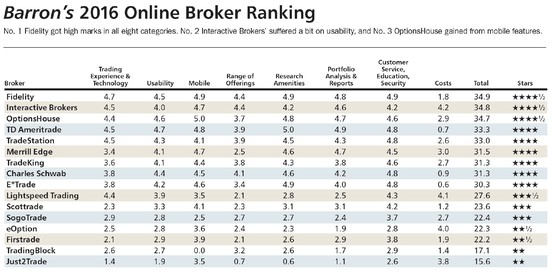 Barron's 2016 Online Broker Ranking
No. 1 Fidelity got high marks in all eight categories. No. 2 Interactive Brokers' suffered a bit on usability, and No. 3 OptionsHouse gained from mobile features.
Broker Trading Experience & Technology Usability Mobile Range of Offerings Research Amenities Portfolio Analysis & Reports Customer Service, Education, Security Costs Total Stars
Fidelity 4.7 4.5 4.9 4.4 4.9 4.8 4.9 1.8 34.9 ★★★★½
Interactive Brokers 4.5 4.0 4.7 4.4 4.2 4.6 4.2 4.2 34.8 ★★★★½
OptionsHouse 4.4 4.6 5.0 3.7 4.8 4.7 4.6 2.9 34.7 ★★★★½
TD Ameritrade 4.5 4.7 4.8 3.9 5.0 4.9 4.8 0.7 33.3 ★★★★
TradeStation 4.5 4.3 4.1 3.9 4.5 4.3 4.8 2.6 33.0 ★★★★
Merrill Edge 3.4 4.1 4.7 2.5 4.6 4.7 4.5 3.0 31.5 ★★★★
TradeKing 3.6 4.1 4.4 3.8 4.3 3.8 4.6 2.7 31.3 ★★★★
Charles Schwab 3.8 4.4 4.5 4.1 4.6 4.2 4.8 0.9 31.3 ★★★★
E*Trade 3.8 4.2 4.6 3.4 4.9 4.0 4.8 0.6 30.3 ★★★★
Lightspeed Trading 4.4 3.9 3.5 2.1 2.8 2.5 4.3 4.1 27.6 ★★★½
Scottrade 2.3 3.3 4.1 2.3 3.1 3.1 4.2 1.2 23.6 ★★★
SogoTrade 2.9 2.8 2.5 2.7 2.7 2.4 3.7 2.7 22.4 ★★★
eOption 2.5 2.8 3.6 2.4 2.3 1.9 2.8 4.0 22.3 ★★½
Firstrade 2.1 2.9 3.9 2.1 2.6 2.9 3.8 1.9 22.2 ★★½
TradingBlock 2.6 2.7 0.0 3.2 2.6 1.7 2.9 1.4 17.1 ★★
Just2Trade 1.4 1.9 3.5 0.7 0.6 1.1 2.6 3.8 15.6 ★★